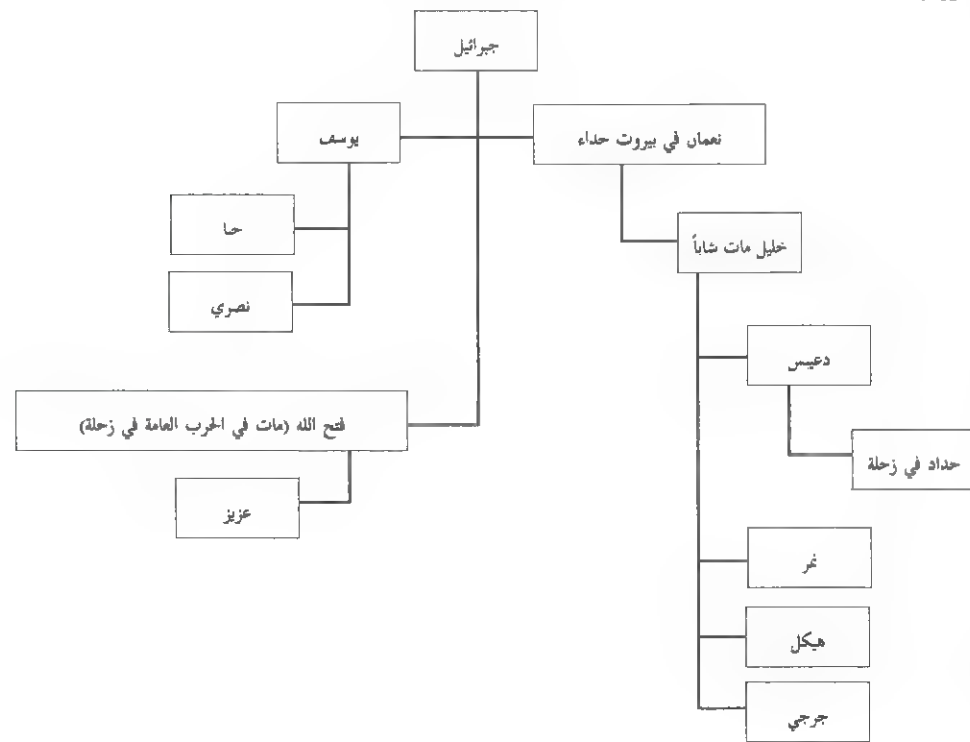 جبرائيل
نعمان في بيروت حداء
يوسف
حنا
خليل مات شاباً
نصري
دعيبس
فتح الله (مات في الحرب العامة في زحلة)
حداد في زحلة
عزيز
نمر
هيكل
جرجي